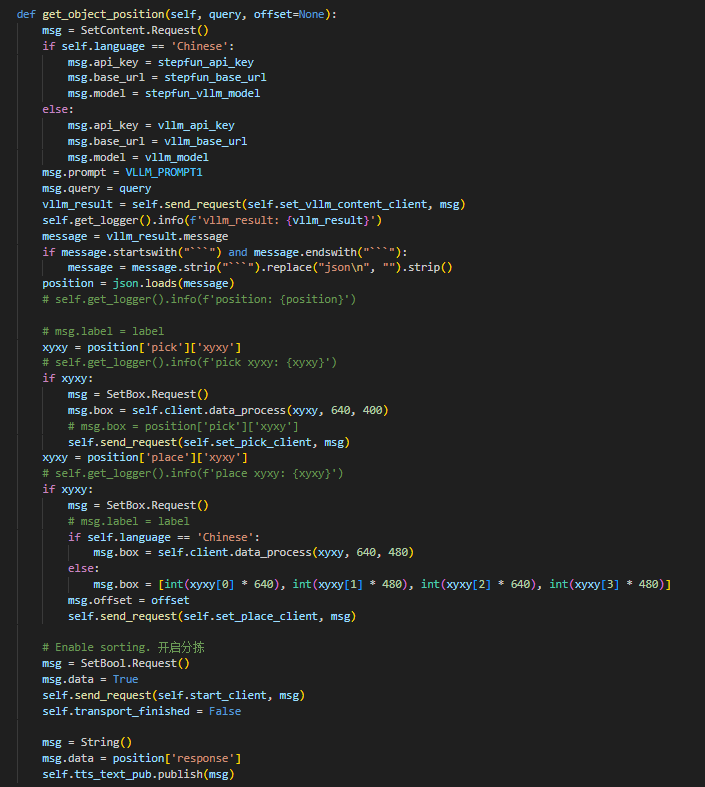 def get_object_position(self, query, offset=None):
    msg = SetContent.Request()
    if self.language == 'Chinese':
        msg.api_key = stepfun_api_key
        msg.base_url = stepfun_base_url
        msg.model = stepfun_vllm_model
    else:
        msg.api_key = vllm_api_key
        msg.base_url = vllm_base_url
        msg.model = vllm_model
    msg.prompt = VLLM_PROMPT1
    msg.query = query
    vllm_result = self.send_request(self.set_vllm_content_client, msg)
    self.get_logger().info(f'vllm_result: {vllm_result}')
    message = vllm_result.message
    if message.startswith("```") and message.endswith("```"):
        message = message.strip("```").replace("json\n", "").strip()
    position = json.loads(message)
    # self.get_logger().info(f'position: {position}')

    # msg.label = label
    xyxy = position['pick']['xyxy']
    # self.get_logger().info(f'pick xyxy: {xyxy}')
    if xyxy:
        msg = SetBox.Request()
        msg.box = self.client.data_process(xyxy, 640, 400)
        # msg.box = position['pick']['xyxy']
        self.send_request(self.set_pick_client, msg)
    xyxy = position['place']['xyxy']
    # self.get_logger().info(f'place xyxy: {xyxy}')
    if xyxy:
        msg = SetBox.Request()
        # msg.label = label
        if self.language == 'Chinese':
            msg.box = self.client.data_process(xyxy, 640, 480)
        else:
            msg.box = [int(xyxy[0] * 640), int(xyxy[1] * 480), int(xyxy[2] * 640), int(xyxy[3] * 480)]
        msg.offset = offset
        self.send_request(self.set_place_client, msg)

    # Enable sorting. 开启分拣
    msg = SetBool.Request()
    msg.data = True
    self.send_request(self.start_client, msg)
    self.transport_finished = False

    msg = String()
    msg.data = position['response']
    self.tts_text_pub.publish(msg)